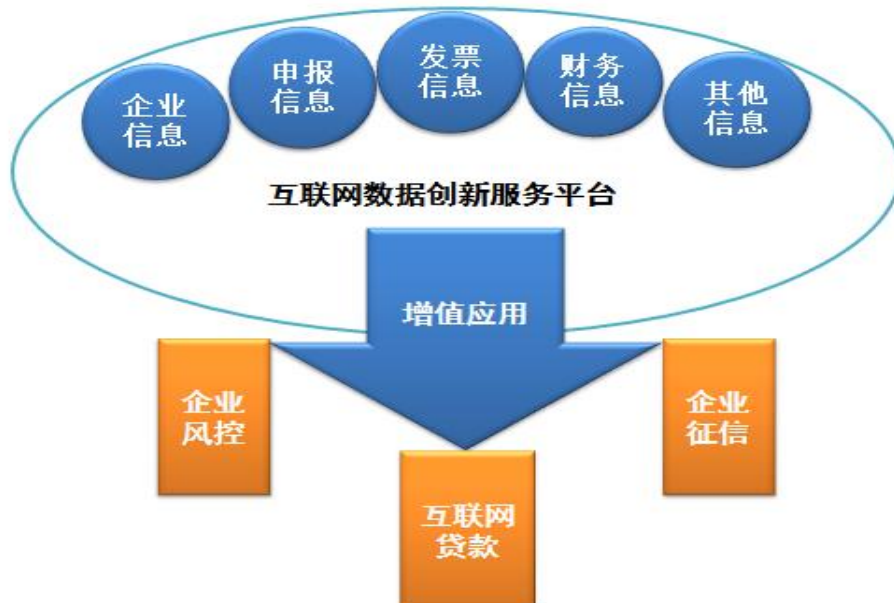 企业
信息
申报
信息
发票
信息
财务
信息
其他
信息
互联网数据创新服务平台
增值应用
企业
风控
互联网
贷款
企业
征信